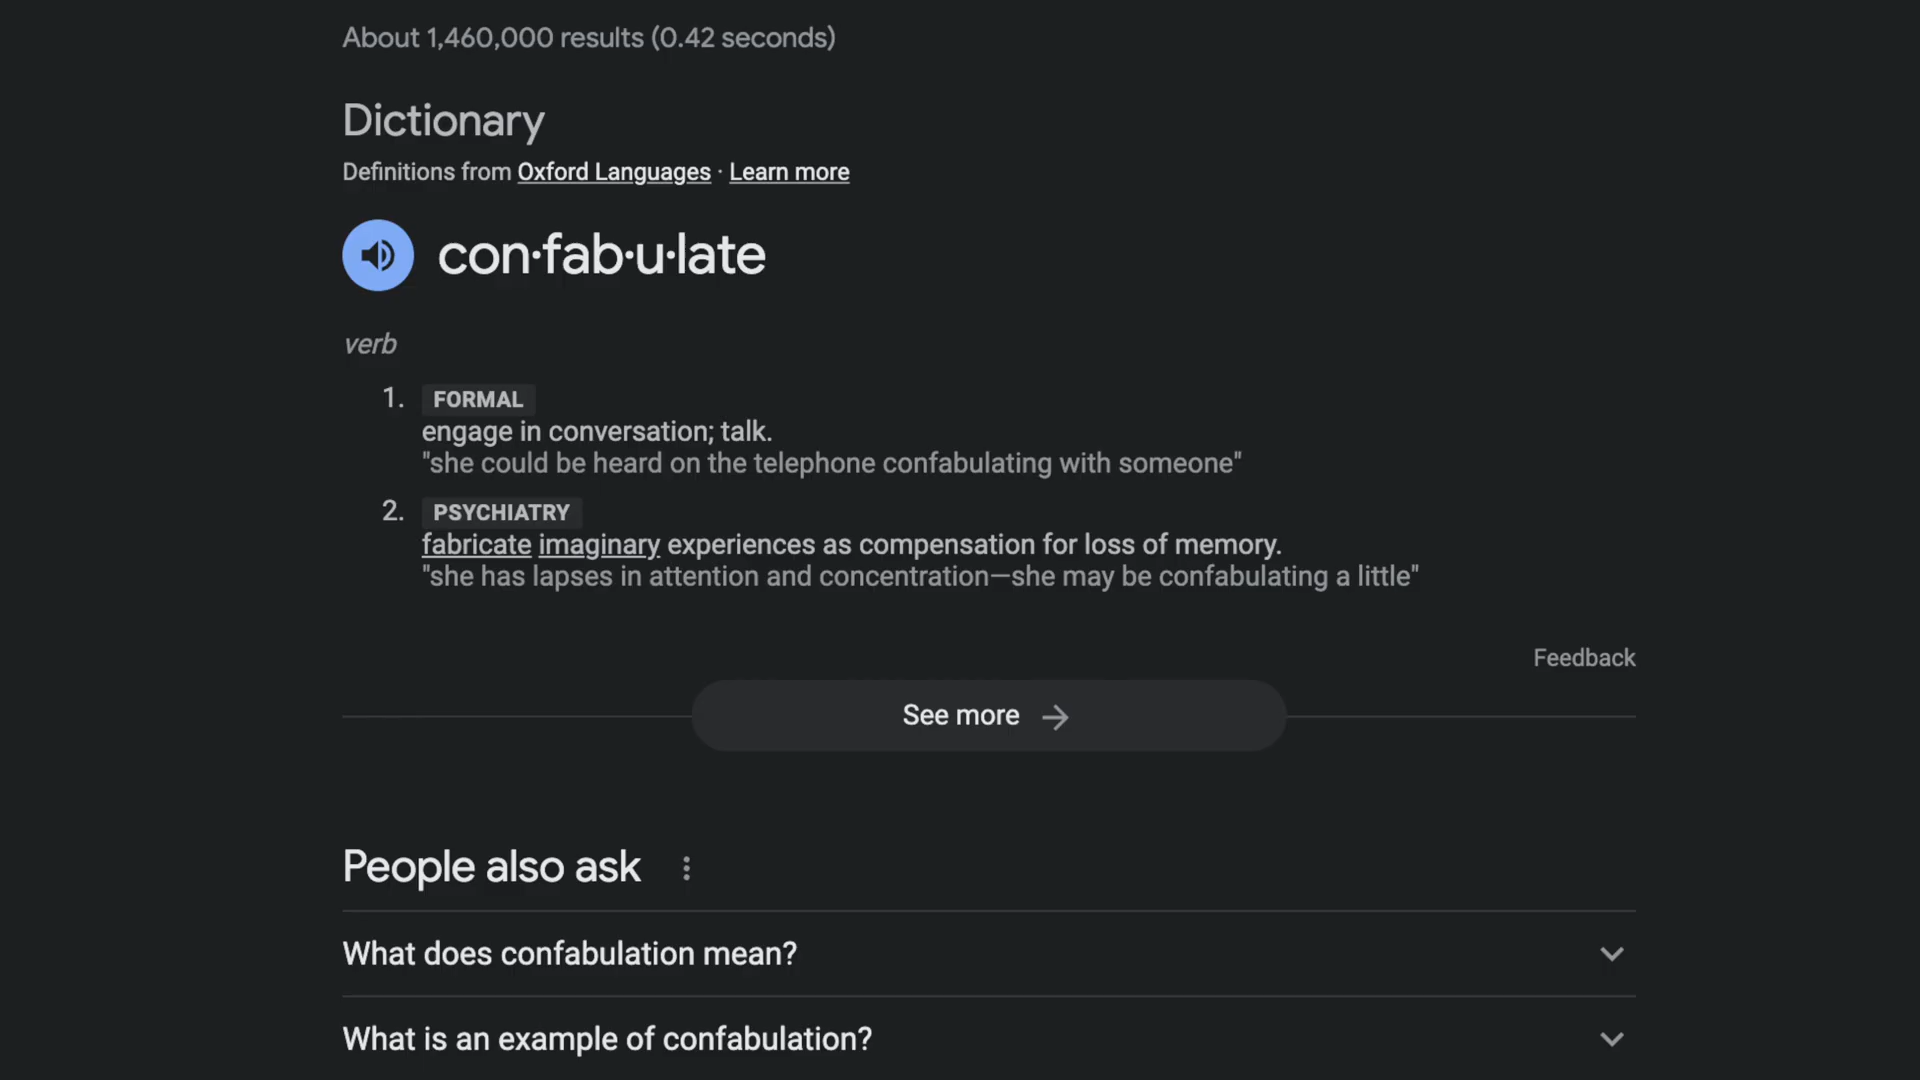 About 1,460,000 results (0.42 seconds)
Dictionary
Definitions from Oxford Languages · Learn more
con·fab·u·late
verb
1. FORMAL
engage in conversation; talk.
"she could be heard on the telephone confabulating with someone"
2. PSYCHIATRY
fabricate imaginary experiences as compensation for loss of memory.
"she has lapses in attention and concentration—she may be confabulating a little"
Feedback
See more
People also ask
What does confabulation mean?
What is an example of confabulation?